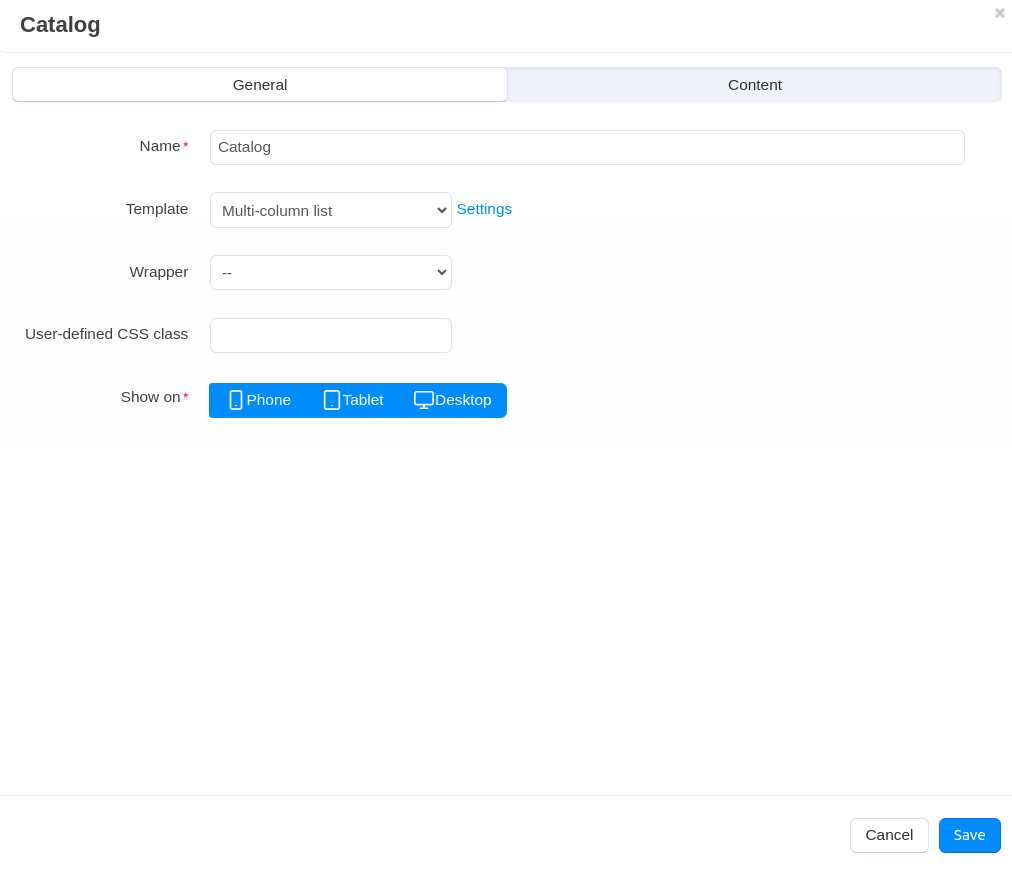 Catalog
General
Content
Name*
Catalog
Template
Multi-column list
Settings
Wrapper
--
User-defined CSS class
Show on*
Phone
Tablet
Desktop
Cancel
Save